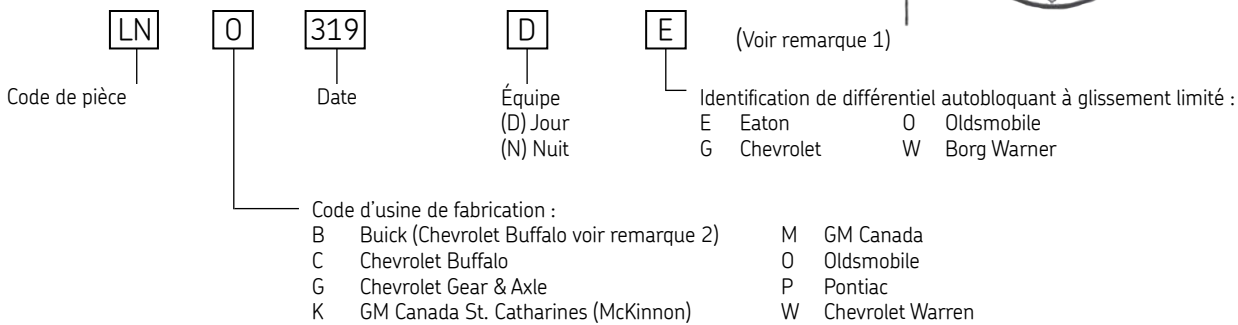 LN O 319 D E (Voir remarque 1)
Code de pièce Date Équipe Identification de différentiel autobloquant à glissement limité :
(D) Jour E Eaton O Oldsmobile
(N) Nuit G Chevrolet W Borg Warner
Code d'usine de fabrication :
B Buick (Chevrolet Buffalo voir remarque 2) M GM Canada
C Chevrolet Buffalo O Oldsmobile
G Chevrolet Gear & Axle P Pontiac
K GM Canada St. Catharines (McKinnon) W Chevrolet Warren